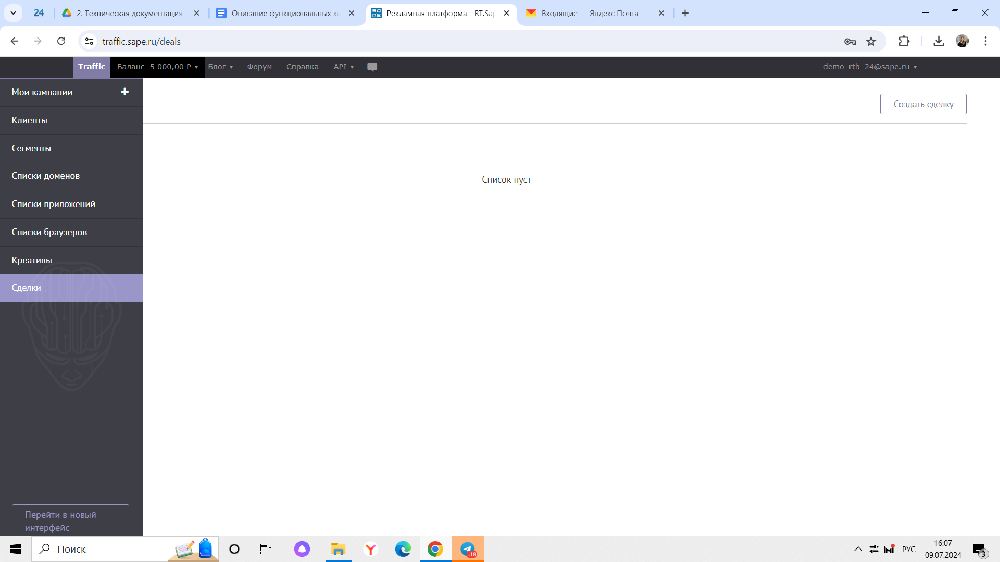 24
2. Техническая документация
Описание функциональных ха
Рекламная платформа - RT.Sap
Входящие — Яндекс Почта
traffic.sape.ru/deals
Traffic
Баланс 5 000,00 ₽
Блог
Форум
Справка
API
demo_rtb_24@sape.ru
Мои кампании
Создать сделку
Клиенты
Сегменты
Списки доменов
Список пуст
Списки приложений
Списки браузеров
Креативы
Сделки
Перейти в новый
интерфейс
Поиск
..18
РУС
16:07
09.07.2024
3